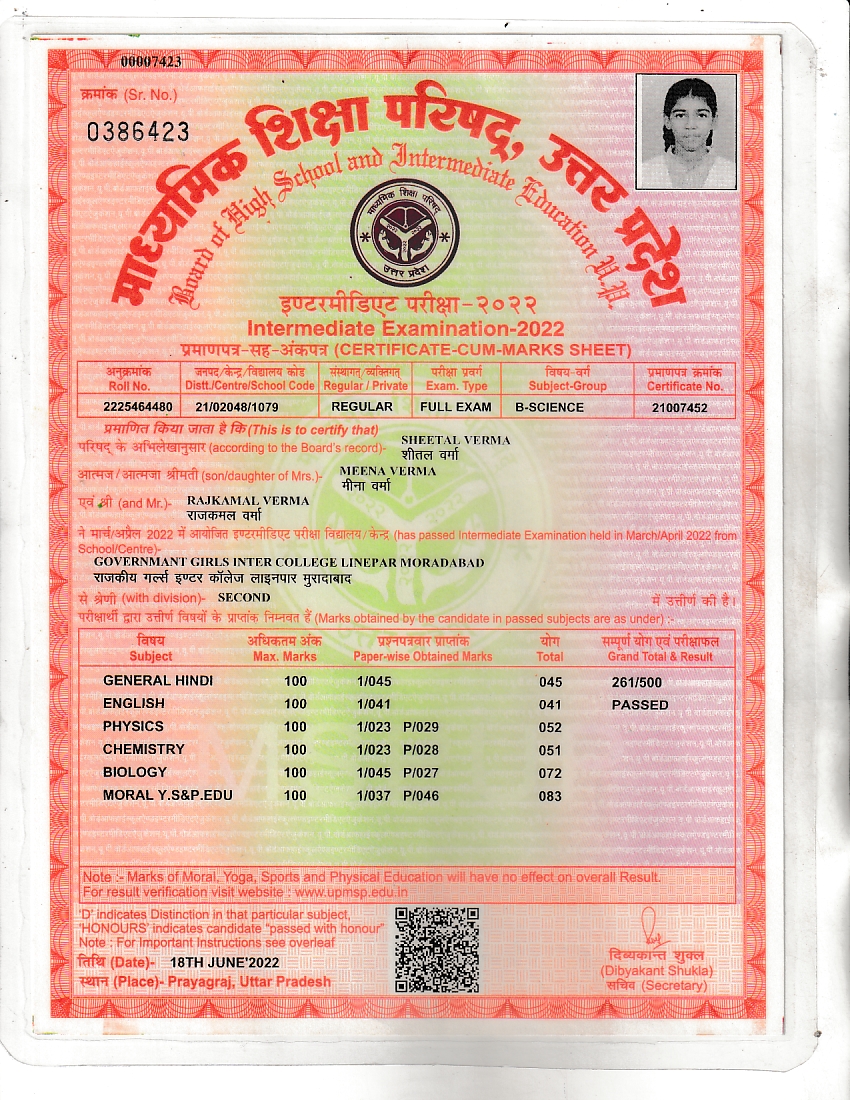 00007423
क्रमांक (Sr. No.)
0386423
माध्यमिक शिक्षा परिषद्, उत्तर प्रदेश
Board of High School and Intermediate Education U.P.
माध्यमिक शिक्षा परिषद्
उत्तर प्रदेश
इण्टरमीडिएट परीक्षा-२०२२
Intermediate Examination-2022
प्रमाणपत्र-सह-अंकपत्र (CERTIFICATE-CUM-MARKS SHEET)
अनुक्रमांक जनपद/केन्द्र/विद्यालय कोड संस्थागत/व्यक्तिगत् परीक्षा प्रवर्ग विषय-वर्ग प्रमाणपत्र क्रमांक
Roll No. Distt./Centre/School Code Regular / Private Exam. Type Subject-Group Certificate No.
2225464480 21/02048/1079 REGULAR FULL EXAM B-SCIENCE 21007452
प्रमाणित किया जाता है कि (This is to certify that)
SHEETAL VERMA
परिषद् के अभिलेखानुसार (according to the Board's record)- शीतल वर्मा
MEENA VERMA
आत्मज/आत्मजा श्रीमती (son/daughter of Mrs.)- मीना वर्मा
एवं श्री (and Mr.)- RAJKAMAL VERMA
राजकमल वर्मा
ने मार्च/अप्रैल 2022 में आयोजित इण्टरमीडिएट परीक्षा विद्यालय/केन्द्र (has passed Intermediate Examination held in March/April 2022 from
School/Centre)-
GOVERNMANT GIRLS INTER COLLEGE LINEPAR MORADABAD
राजकीय गर्ल्स इण्टर कॉलेज लाइनपार मुरादाबाद
से श्रेणी (with division)- SECOND में उत्तीर्ण की है।
परीक्षार्थी द्वारा उत्तीर्ण विषयों के प्राप्तांक निम्नवत हैं (Marks obtained by the candidate in passed subjects are as under) :-
विषय अधिकतम अंक प्रश्नपत्रवार प्राप्तांक योग सम्पूर्ण योग एवं परीक्षाफल
Subject Max. Marks Paper-wise Obtained Marks Total Grand Total & Result
GENERAL HINDI 100 1/045 045 261/500
ENGLISH 100 1/041 041 PASSED
PHYSICS 100 1/023 P/029 052
CHEMISTRY 100 1/023 P/028 051
BIOLOGY 100 1/045 P/027 072
MORAL Y.S&P.EDU 100 1/037 P/046 083
Note :- Marks of Moral, Yoga, Sports and Physical Education will have no effect on overall Result.
For result verification visit website : www.upmsp.edu.in
'D' indicates Distinction in that particular subject,
'HONOURS' indicates candidate "passed with honour"
Note : For Important Instructions see overleaf
तिथि (Date)- 18TH JUNE'2022
स्थान (Place)- Prayagraj, Uttar Pradesh
दिव्यकान्त शुक्ल
(Dibyakant Shukla)
सचिव (Secretary)